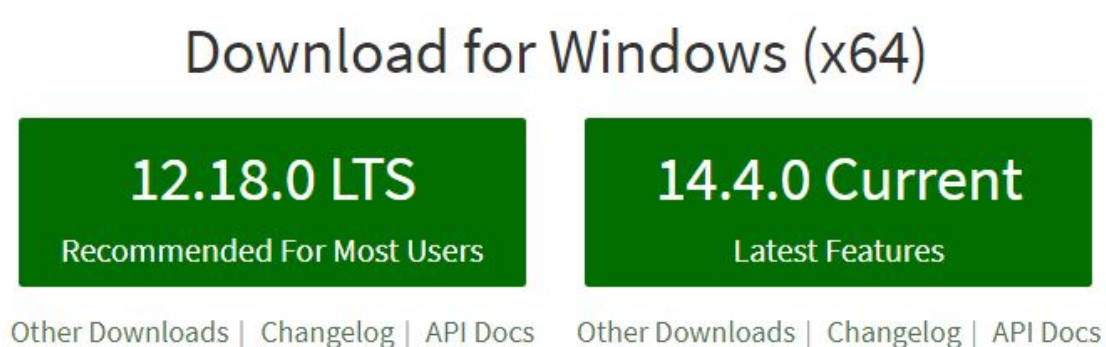 Download for Windows (x64)
12.18.0 LTS
Recommended For Most Users
14.4.0 Current
Latest Features
Other Downloads | Changelog | API Docs
Other Downloads | Changelog | API Docs